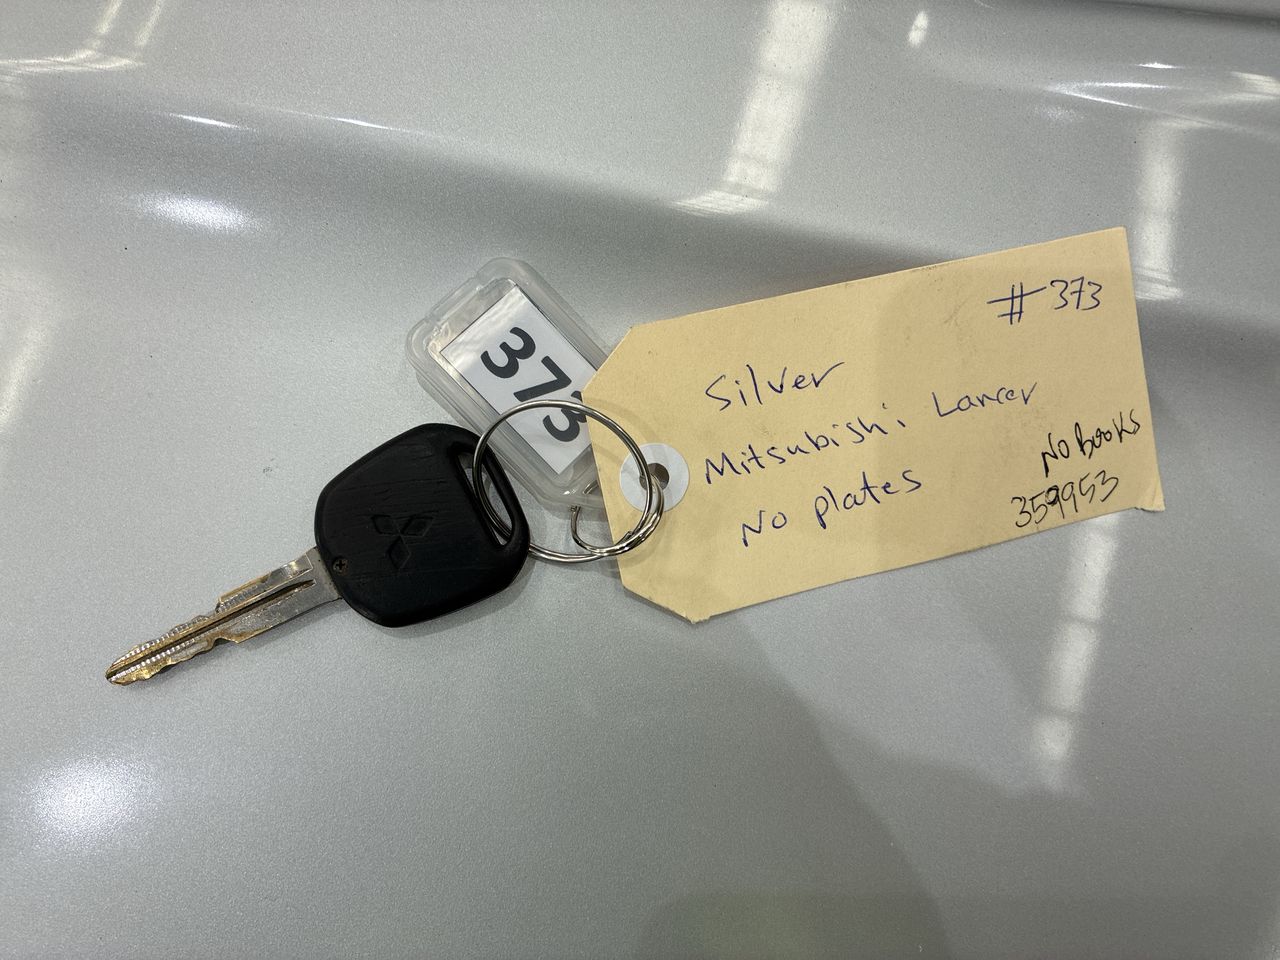 373
#373
Silver
Mitsubishi Lancer
No plates
No Books
359953